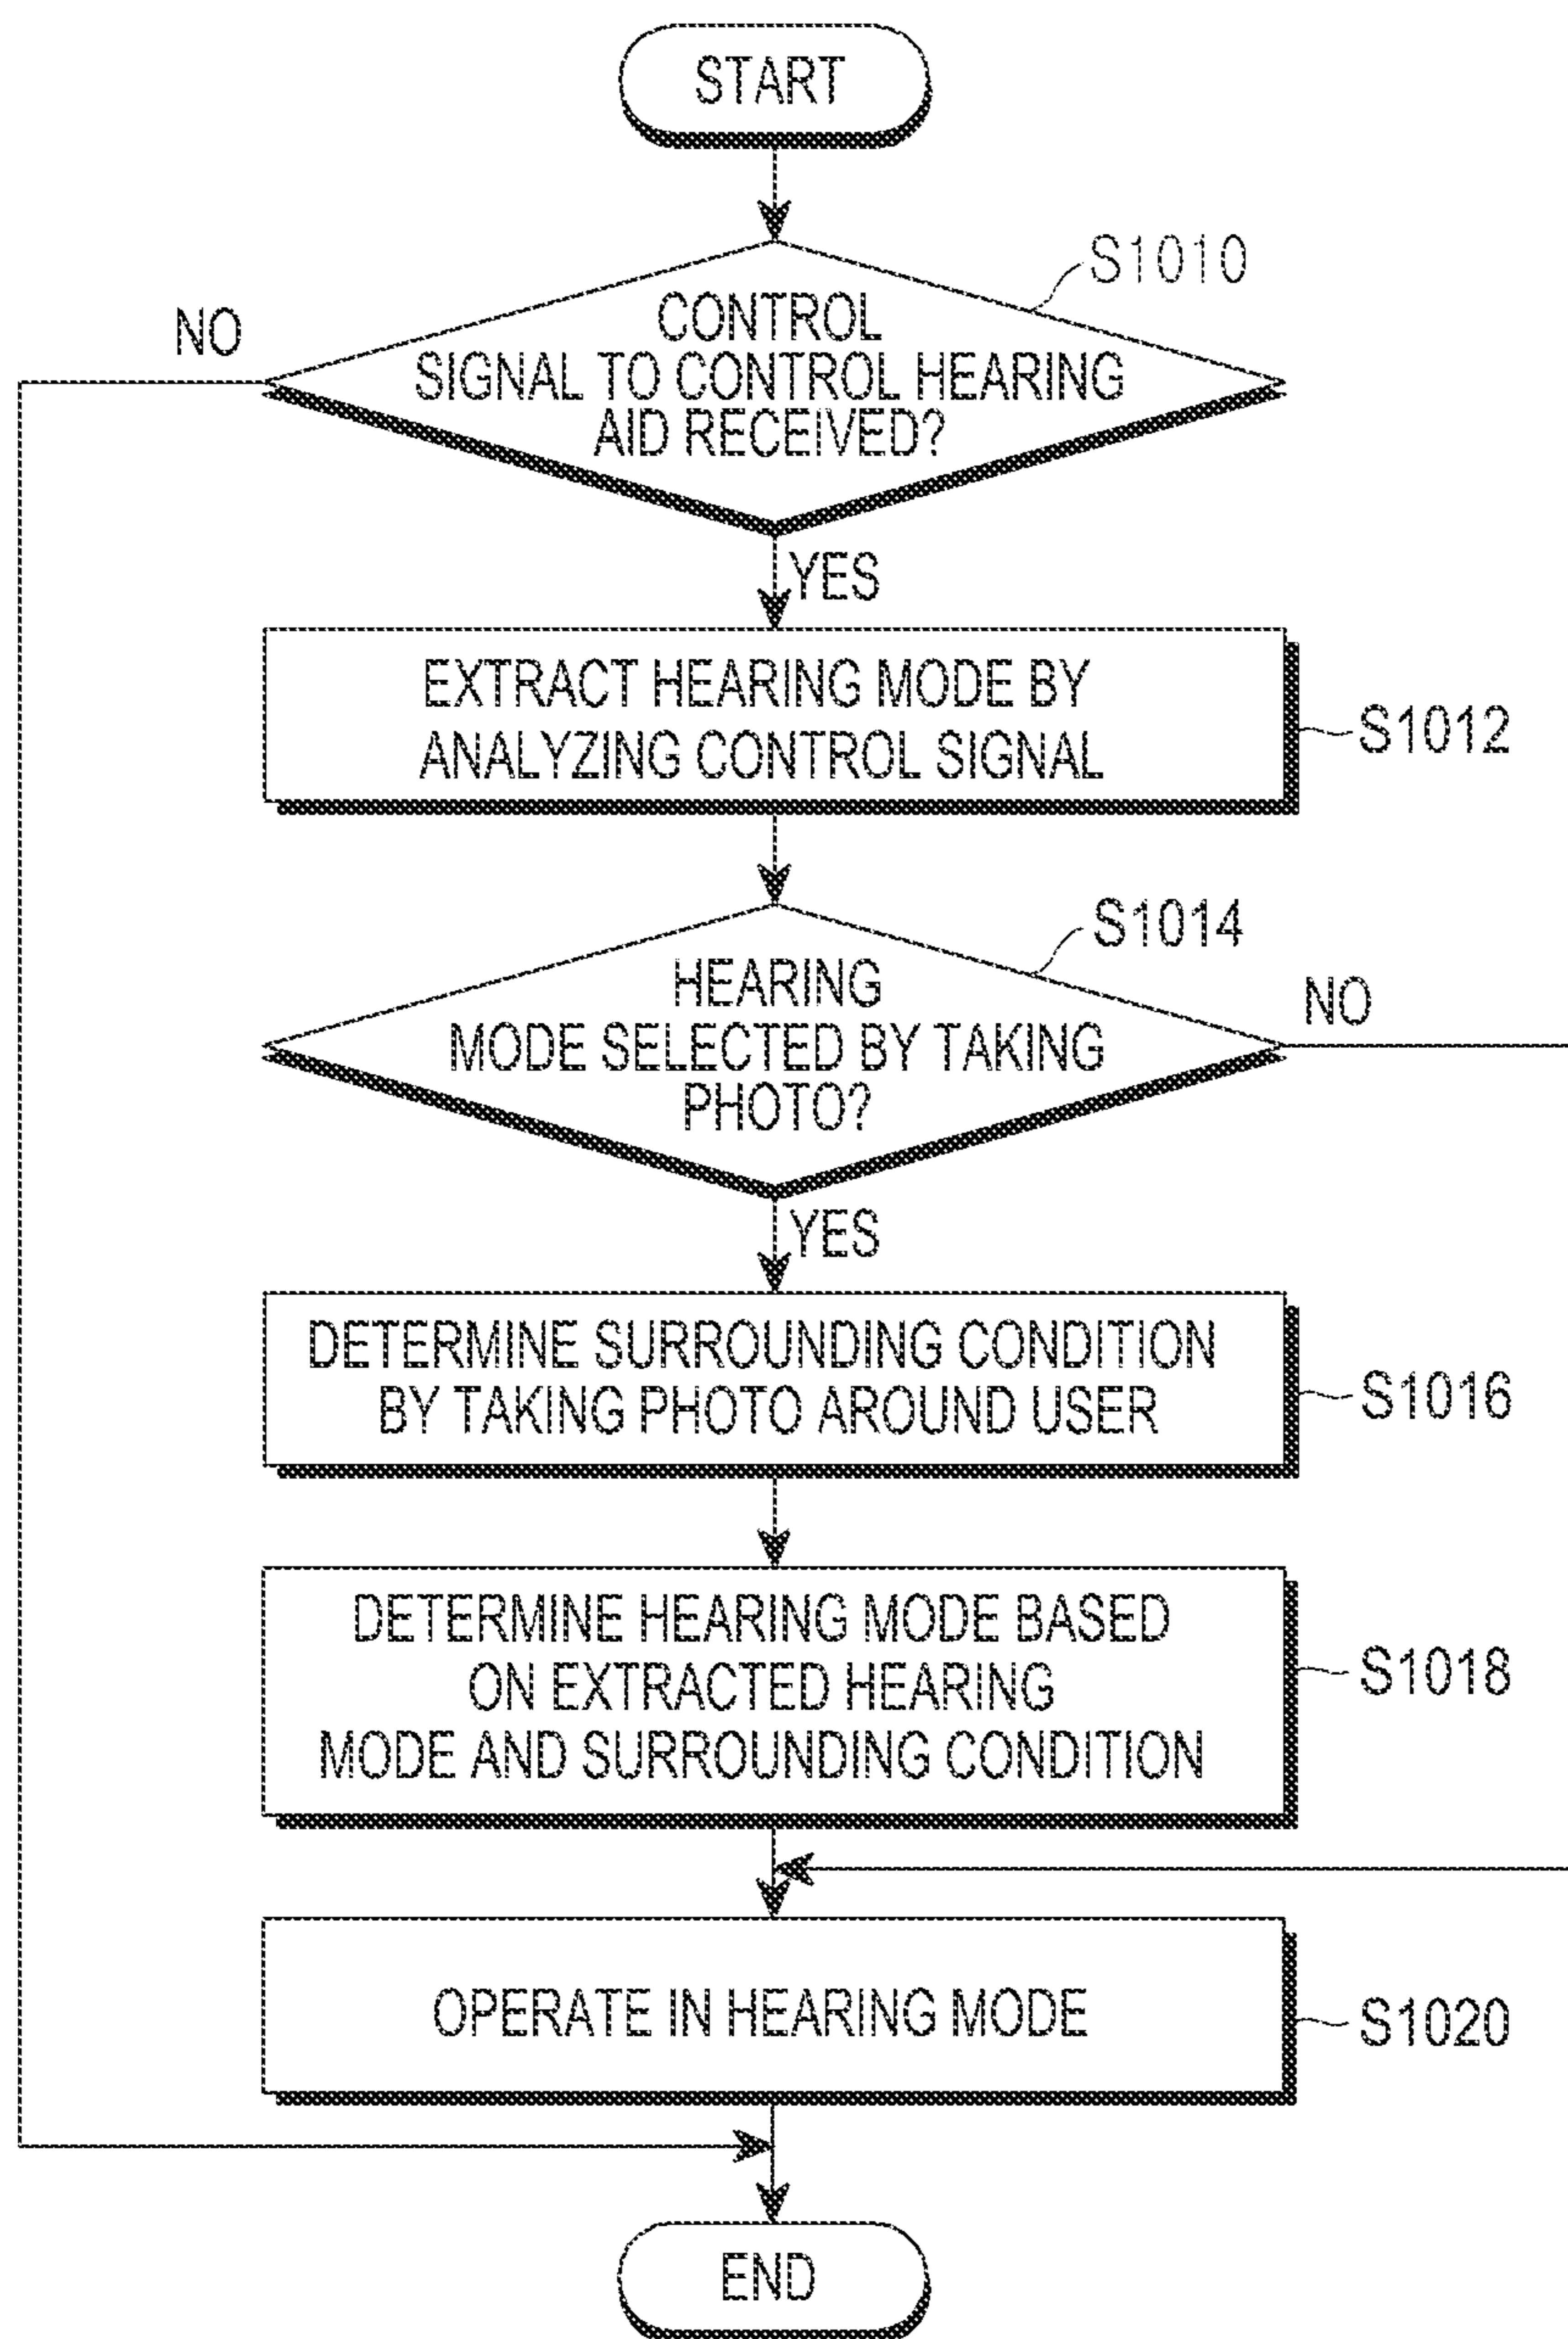 START
S1010
NO
CONTROL
SIGNAL TO CONTROL HEARING
AID RECEIVED?
YES
EXTRACT HEARING MODE BY
ANALYZING CONTROL SIGNAL
S1012
S1014
HEARING
MODE SELECTED BY TAKING
PHOTO?
NO
YES
DETERMINE SURROUNDING CONDITION
BY TAKING PHOTO AROUND USER
S1016
DETERMINE HEARING MODE BASED
ON EXTRACTED HEARING
MODE AND SURROUNDING CONDITION
S1018
OPERATE IN HEARING MODE
S1020
END